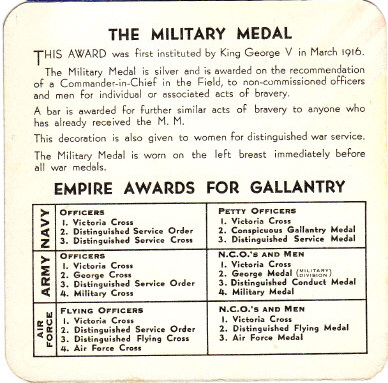 THE MILITARY MEDAL
THIS AWARD was first instituted by King George V in March 1916.
The Military Medal is silver and is awarded on the recommendation
of a Commander-in-Chief in the Field, to non-commissioned officers
and men for individual or associated acts of bravery.
A bar is awarded for further similar acts of bravery to anyone who
has already received the M. M.
This decoration is also given to women for distinguished war service.
The Military Medal is worn on the left breast immediately before
all war medals.
EMPIRE AWARDS FOR GALLANTRY
NAVY
OFFICERS
1. Victoria Cross
2. Distinguished Service Order
3. Distinguished Service Cross
PETTY OFFICERS
1. Victoria Cross
2. Conspicuous Gallantry Medal
3. Distinguished Service Medal
ARMY
OFFICERS
1. Victoria Cross
2. George Cross
3. Distinguished Service Order
4. Military Cross
N.C.O.'S AND MEN
1. Victoria Cross
2. George Medal (MILITARY DIVISION)
3. Distinguished Conduct Medal
4. Military Medal
AIR FORCE
FLYING OFFICERS
1. Victoria Cross
2. Distinguished Service Order
3. Distinguished Flying Cross
4. Air Force Cross
N.C.O.'S AND MEN
1. Victoria Cross
2. Distinguished Flying Medal
3. Air Force Medal